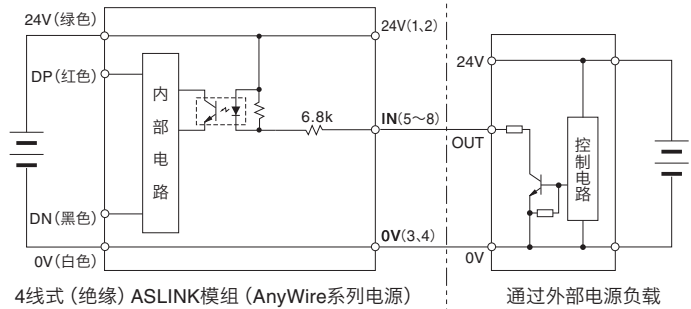 24V(绿色)
24V(1、2)
DP(红色)
内部电路
6.8k
IN(5～8)
24V
OUT
控制电路
DN(黑色)
0V(3、4)
0V(白色)
0V
4线式(绝缘)ASLINK模组(AnyWire系列电源)
通过外部电源负载